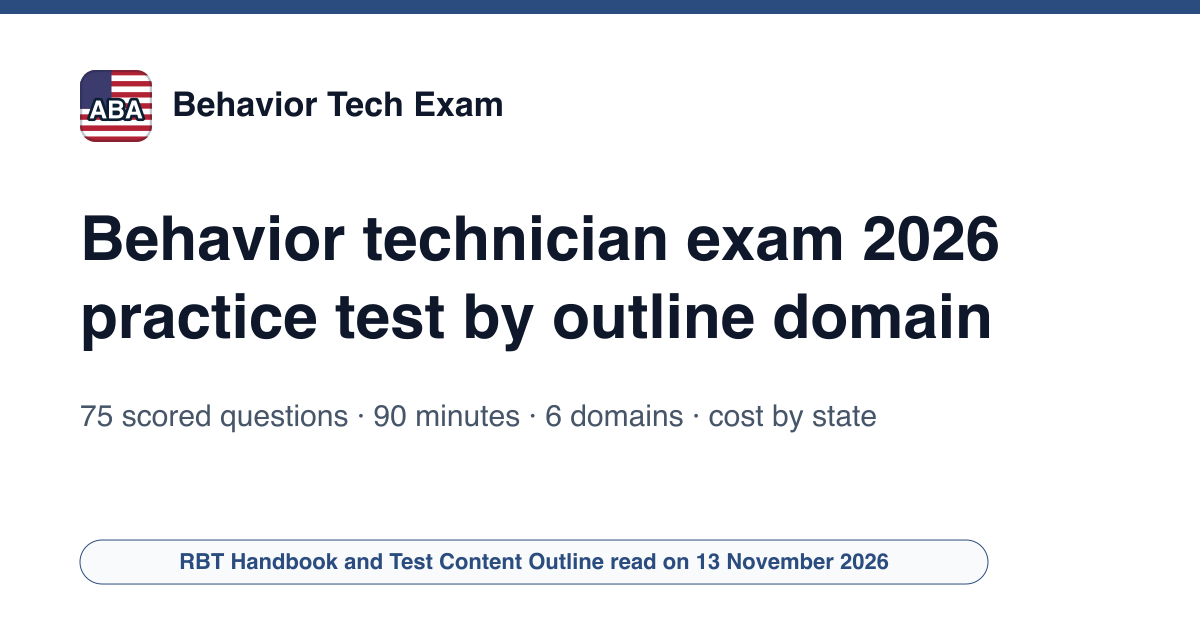 ABA
Behavior Tech Exam
Behavior technician exam 2026
practice test by outline domain
75 scored questions · 90 minutes · 6 domains · cost by state
RBT Handbook and Test Content Outline read on 13 November 2026